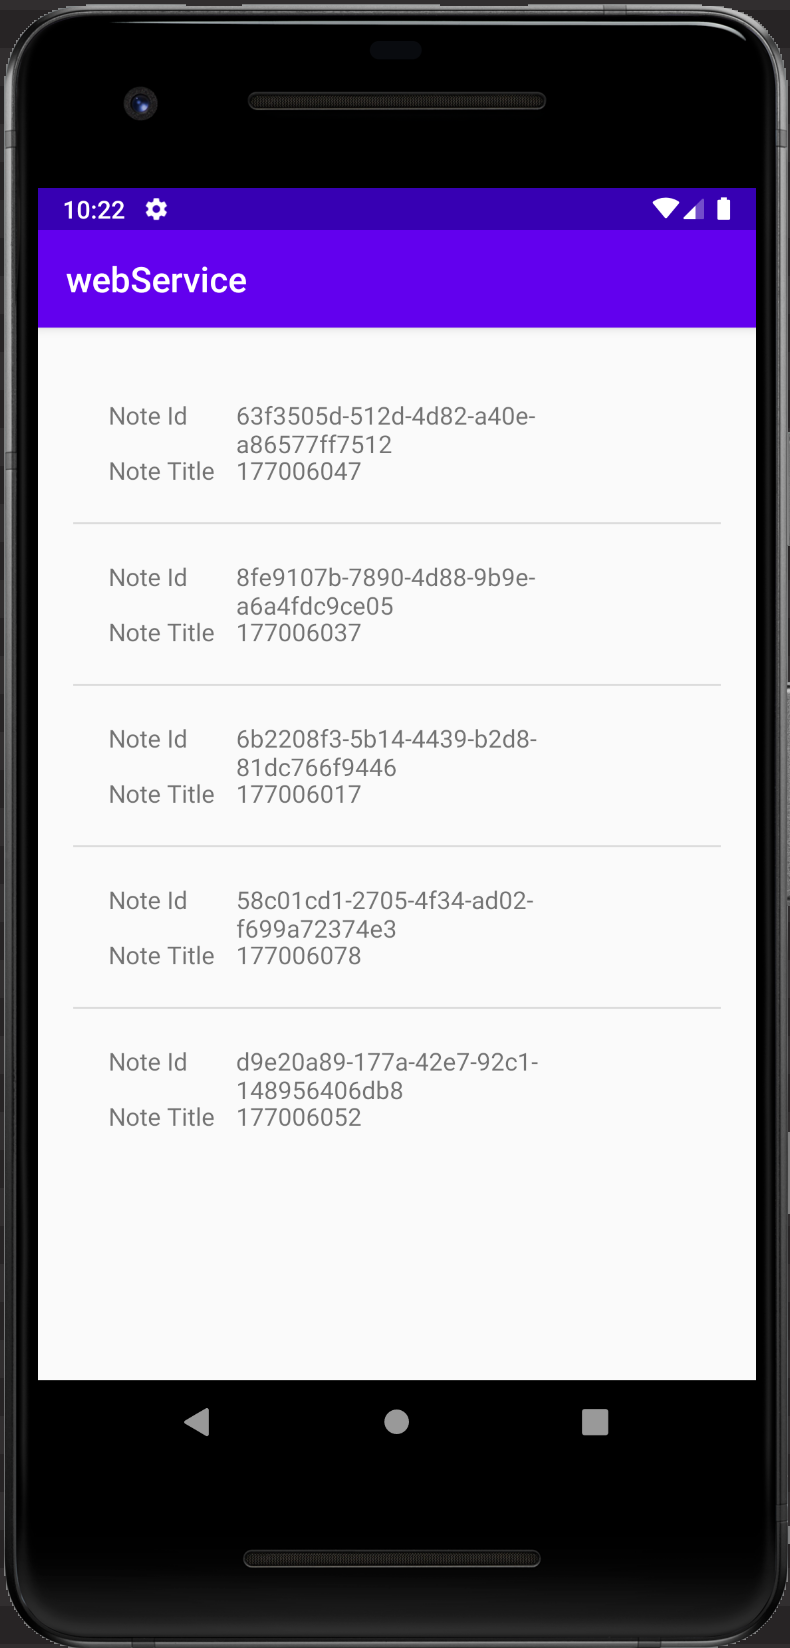 10:22
webService
Note Id 63f3505d-512d-4d82-a40e-
a86577ff7512
Note Title 177006047
Note Id 8fe9107b-7890-4d88-9b9e-
a6a4fdc9ce05
Note Title 177006037
Note Id 6b2208f3-5b14-4439-b2d8-
81dc766f9446
Note Title 177006017
Note Id 58c01cd1-2705-4f34-ad02-
f699a72374e3
Note Title 177006078
Note Id d9e20a89-177a-42e7-92c1-
148956406db8
Note Title 177006052